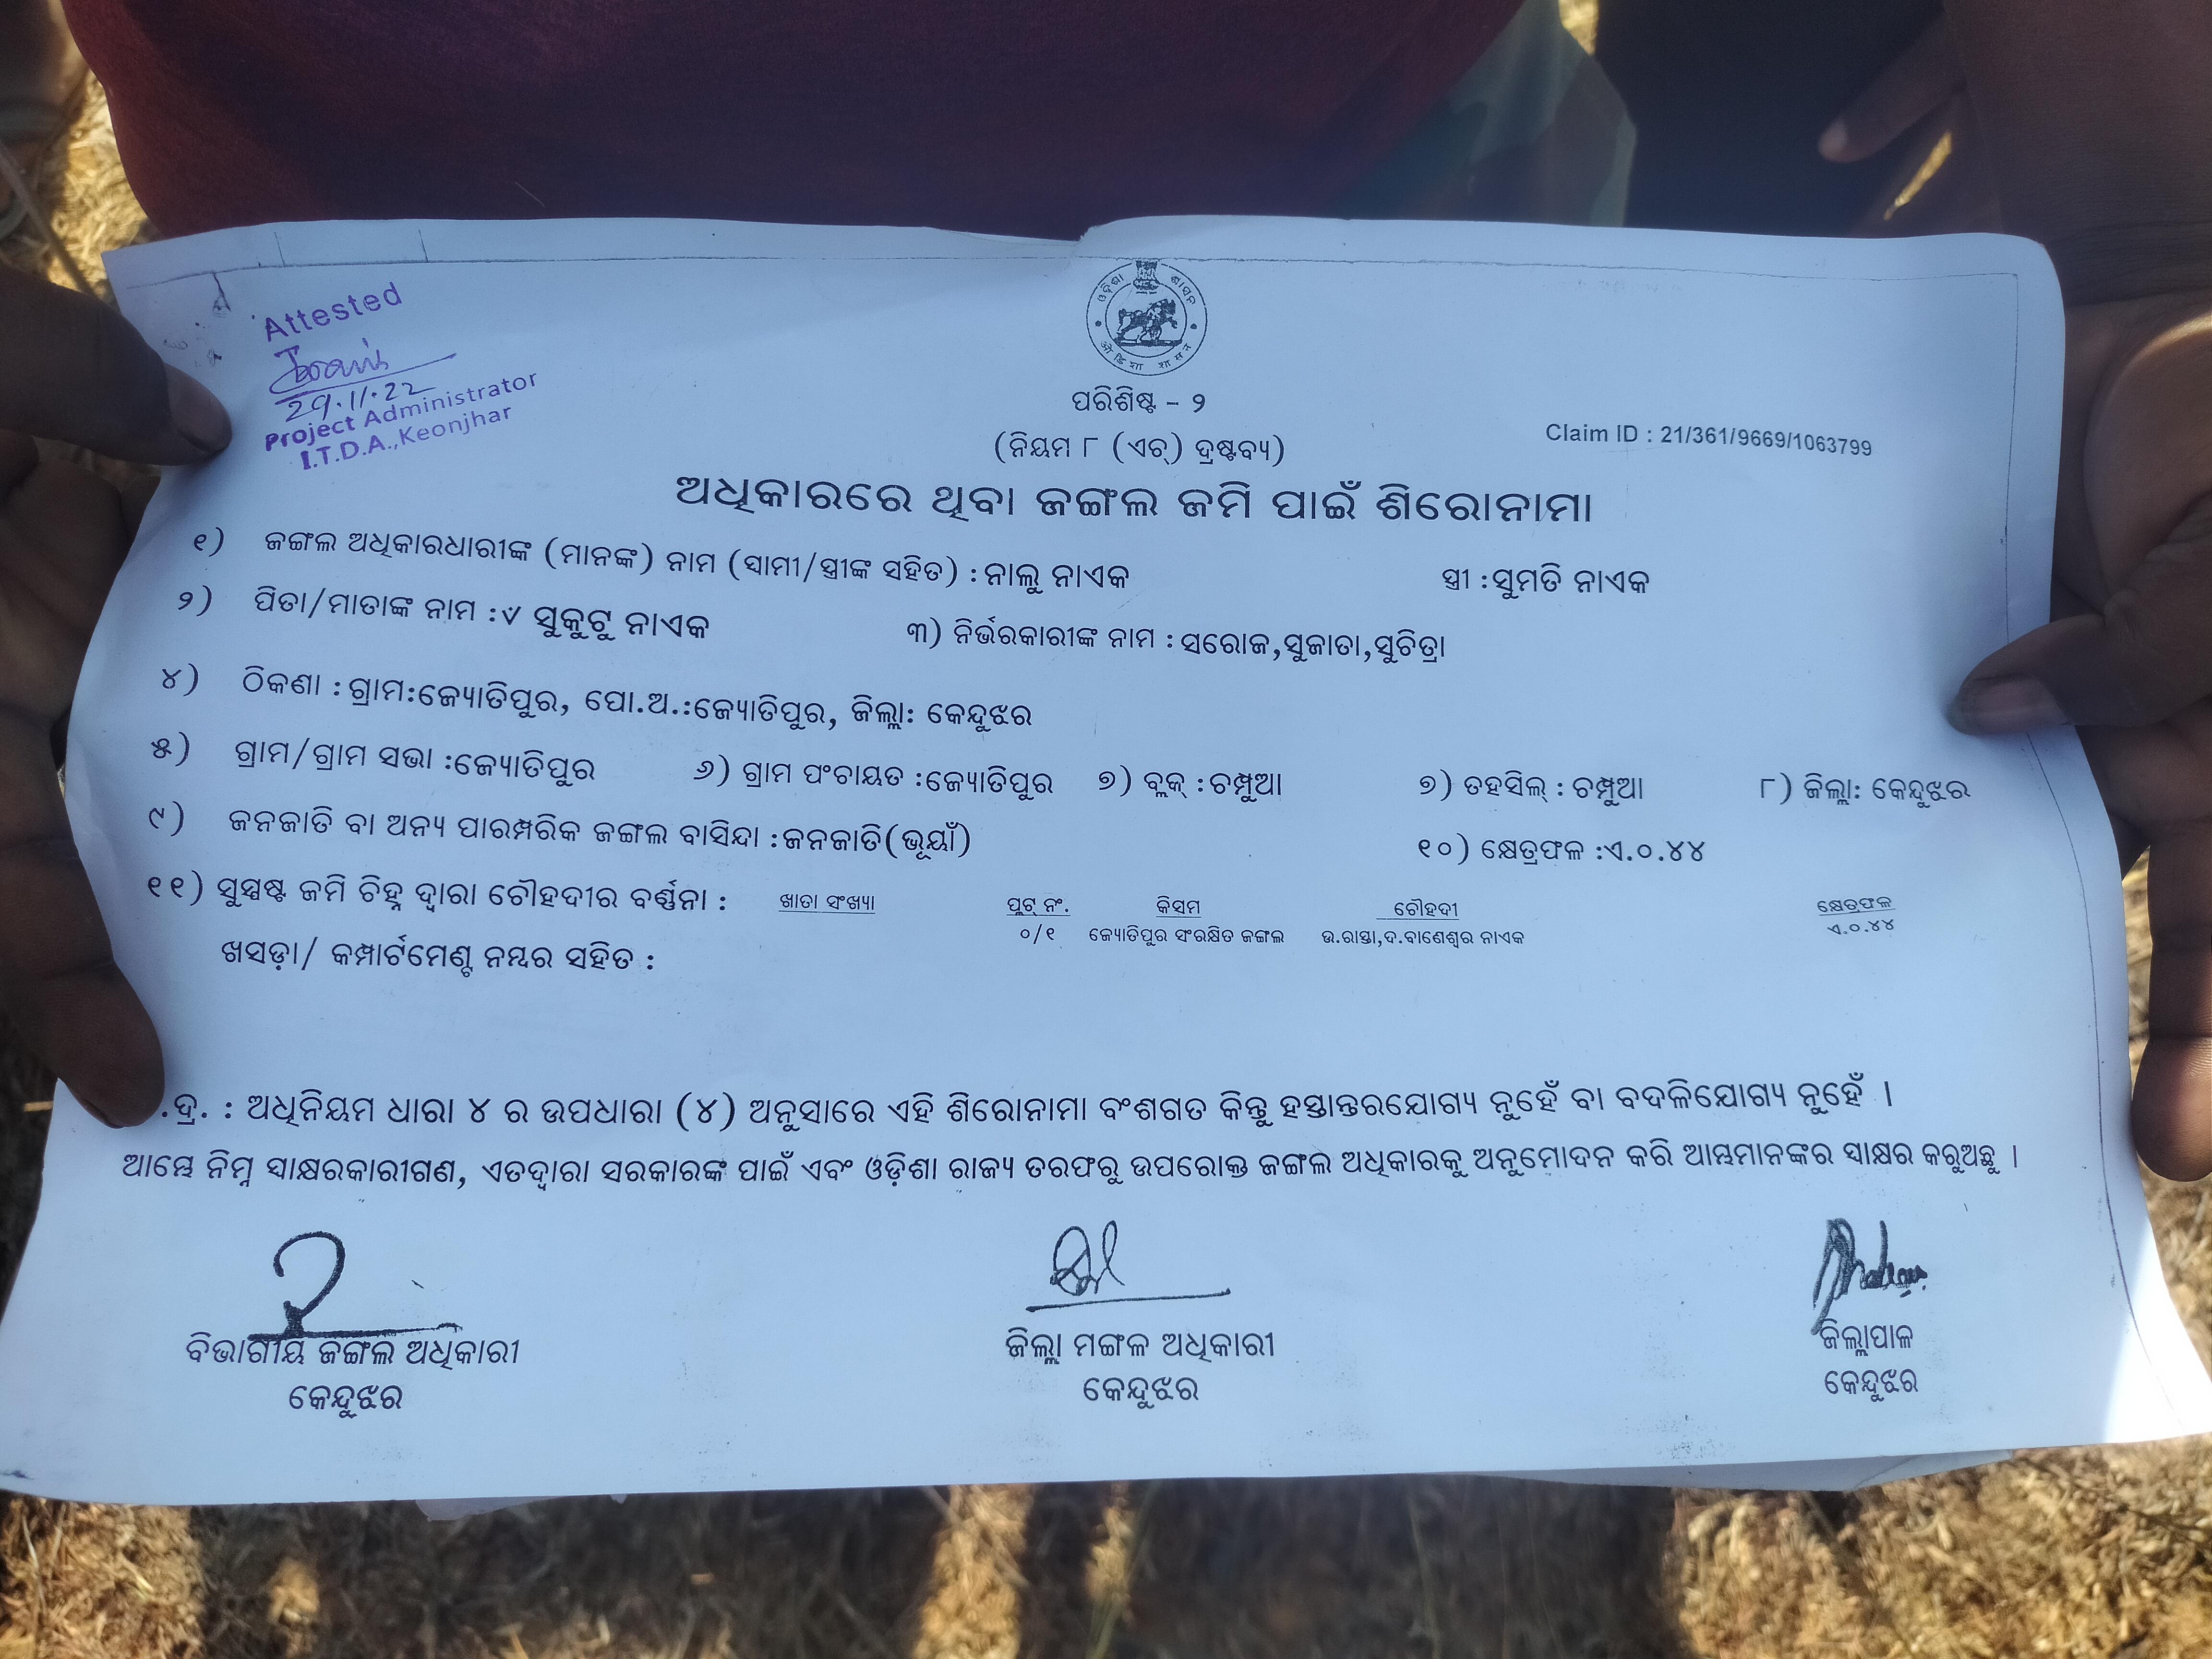 Attested
29.11.22
Project Administrator
I.T.D.A.,Keonjhar
ଓଡ଼ିଶା ଶାସନ
ओडिशा शासन
ପରିଶିଷ୍ଟ - ୨
(ନିୟମ ୮ (ଏଚ୍) ଦ୍ରଷ୍ଟବ୍ୟ)
Claim ID : 21/361/9669/1063799
ଅଧିକାରରେ ଥିବା ଜଙ୍ଗଲ ଜମି ପାଇଁ ଶିରୋନାମା
୧) ଜଙ୍ଗଲ ଅଧିକାରଧାରୀଙ୍କ (ମାନଙ୍କ) ନାମ (ସ୍ୱାମୀ/ସ୍ତ୍ରୀଙ୍କ ସହିତ) : ନାଲୁ ନାଏକ ସ୍ତ୍ରୀ : ସୁମତି ନାଏକ
୨) ପିତା/ମାତାଙ୍କ ନାମ : ୰ ସୁକୁଟୁ ନାଏକ ୩) ନିର୍ଭରକାରୀଙ୍କ ନାମ : ସରୋଜ,ସୁଜାତା,ସୁଚିତ୍ରା
୪) ଠିକଣା : ଗ୍ରାମ:ଜ୍ୟୋତିପୁର, ପୋ.ଅ.:ଜ୍ୟୋତିପୁର, ଜିଲ୍ଲା: କେନ୍ଦୁଝର
୫) ଗ୍ରାମ/ଗ୍ରାମ ସଭା :ଜ୍ୟୋତିପୁର ୬) ଗ୍ରାମ ପଂଚାୟତ :ଜ୍ୟୋତିପୁର ୭) ବ୍ଲକ୍ : ଚମ୍ପୁଆ ୭) ତହସିଲ୍ : ଚମ୍ପୁଆ ୮) ଜିଲ୍ଲା: କେନ୍ଦୁଝର
୯) ଜନଜାତି ବା ଅନ୍ୟ ପାରମ୍ପରିକ ଜଙ୍ଗଲ ବାସିନ୍ଦା :ଜନଜାତି(ଭୂୟାଁ) ୧୦) କ୍ଷେତ୍ରଫଳ :ଏ.୦.୪୪
୧୧) ସୁସ୍ପଷ୍ଟ ଜମି ଚିହ୍ନ ଦ୍ୱାରା ଚୌହଦୀର ବର୍ଣ୍ଣନା : ଖାତା ସଂଖ୍ୟା ପ୍ଲଟ୍ ନଂ. କିସମ ଚୌହଦୀ କ୍ଷେତ୍ରଫଳ
୦/୧ ଜ୍ୟୋତିପୁର ସଂରକ୍ଷିତ ଜଙ୍ଗଲ ଉ.ରାସ୍ତା,ଦ.ବାଣେଶ୍ୱର ନାଏକ ଏ.୦.୪୪
ଖସଡ଼ା/ କମ୍ପାର୍ଟମେଣ୍ଟ ନମ୍ବର ସହିତ :
.ଦ୍ର. : ଅଧିନିୟମ ଧାରା ୪ ର ଉପଧାରା (୪) ଅନୁସାରେ ଏହି ଶିରୋନାମା ବଂଶଗତ କିନ୍ତୁ ହସ୍ତାନ୍ତରଯୋଗ୍ୟ ନୁହେଁ ବା ବଦଳିଯୋଗ୍ୟ ନୁହେଁ ।
ଆମ୍ଭେ ନିମ୍ନ ସ୍ୱାକ୍ଷରକାରୀଗଣ, ଏତଦ୍ୱାରା ସରକାରଙ୍କ ପାଇଁ ଏବଂ ଓଡ଼ିଶା ରାଜ୍ୟ ତରଫରୁ ଉପରୋକ୍ତ ଜଙ୍ଗଲ ଅଧିକାରକୁ ଅନୁମୋଦନ କରି ଆମ୍ଭମାନଙ୍କର ସ୍ୱାକ୍ଷର କରୁଅଛୁ ।
ବିଭାଗୀୟ ଜଙ୍ଗଲ ଅଧିକାରୀ ଜିଲ୍ଲା ମଙ୍ଗଳ ଅଧିକାରୀ ଜିଲ୍ଲାପାଳ
କେନ୍ଦୁଝର କେନ୍ଦୁଝର କେନ୍ଦୁଝର